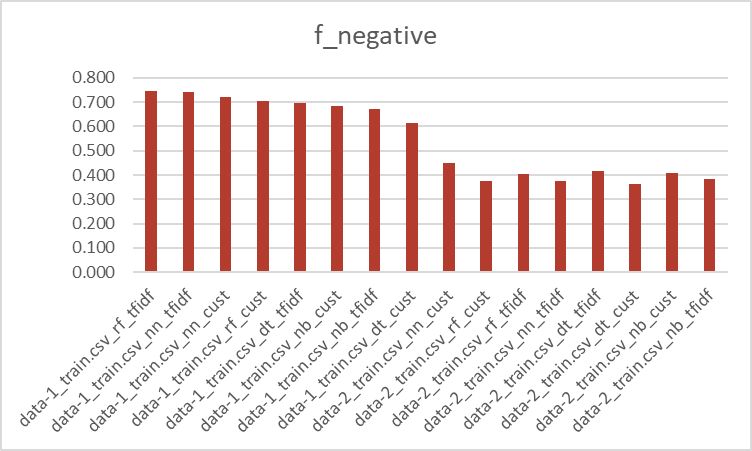 f_negative
0.800
0.700
0.600
0.500
0.400
0.300
0.200
0.100
0.000
data-1_train.csv_rf_tfidf
data-1_train.csv_nn_tfidf
data-1_train.csv_nn_cust
data-1_train.csv_rf_cust
data-1_train.csv_dt_tfidf
data-1_train.csv_nb_cust
data-1_train.csv_nb_tfidf
data-1_train.csv_dt_cust
data-2_train.csv_nn_cust
data-2_train.csv_rf_cust
data-2_train.csv_rf_tfidf
data-2_train.csv_nn_tfidf
data-2_train.csv_dt_tfidf
data-2_train.csv_dt_cust
data-2_train.csv_nb_cust
data-2_train.csv_nb_tfidf